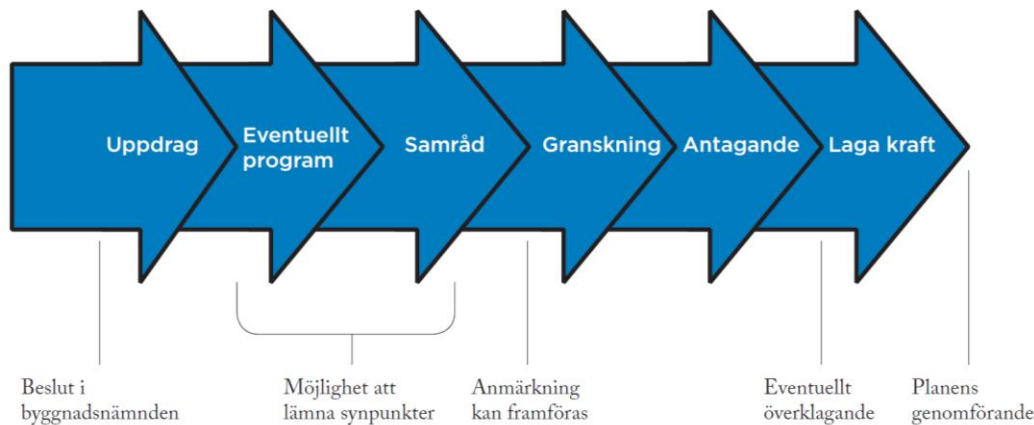 Uppdrag
Eventuellt
program
Samråd
Granskning
Antagande
Laga kraft
Beslut i
byggnadsnämnden
Möjlighet att
lämna synpunkter
Anmärkning
kan framföras
Eventuellt
överklagande
Planens
genomförande